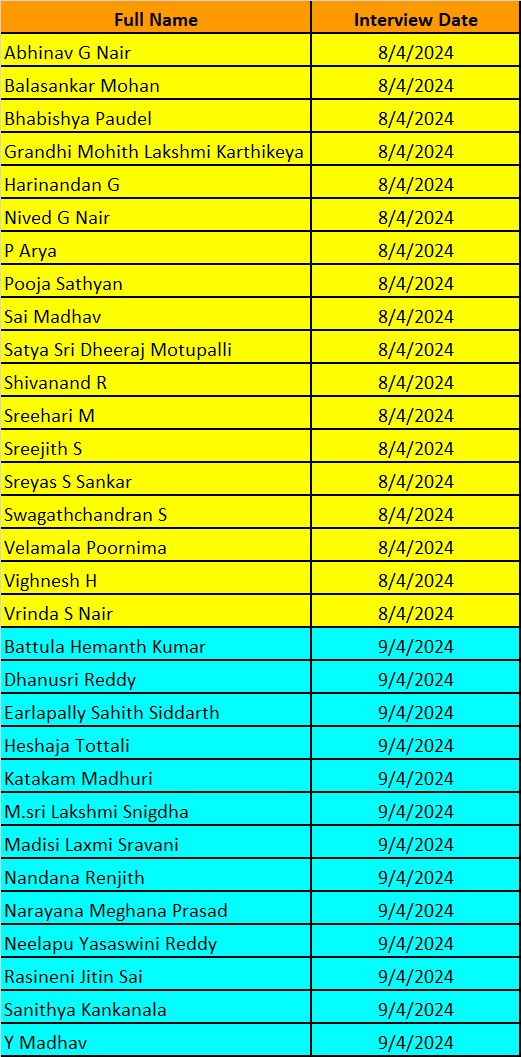 Full Name Interview Date
Abhinav G Nair 8/4/2024
Balasankar Mohan 8/4/2024
Bhabishya Paudel 8/4/2024
Grandhi Mohith Lakshmi Karthikeya 8/4/2024
Harinandan G 8/4/2024
Nived G Nair 8/4/2024
P Arya 8/4/2024
Pooja Sathyan 8/4/2024
Sai Madhav 8/4/2024
Satya Sri Dheeraj Motupalli 8/4/2024
Shivanand R 8/4/2024
Sreehari M 8/4/2024
Sreejith S 8/4/2024
Sreyas S Sankar 8/4/2024
Swagathchandran S 8/4/2024
Velamala Poornima 8/4/2024
Vighnesh H 8/4/2024
Vrinda S Nair 8/4/2024
Battula Hemanth Kumar 9/4/2024
Dhanusri Reddy 9/4/2024
Earlapally Sahith Siddarth 9/4/2024
Heshaja Tottali 9/4/2024
Katakam Madhuri 9/4/2024
M.sri Lakshmi Snigdha 9/4/2024
Madisi Laxmi Sravani 9/4/2024
Nandana Renjith 9/4/2024
Narayana Meghana Prasad 9/4/2024
Neelapu Yasaswini Reddy 9/4/2024
Rasineni Jitin Sai 9/4/2024
Sanithya Kankanala 9/4/2024
Y Madhav 9/4/2024